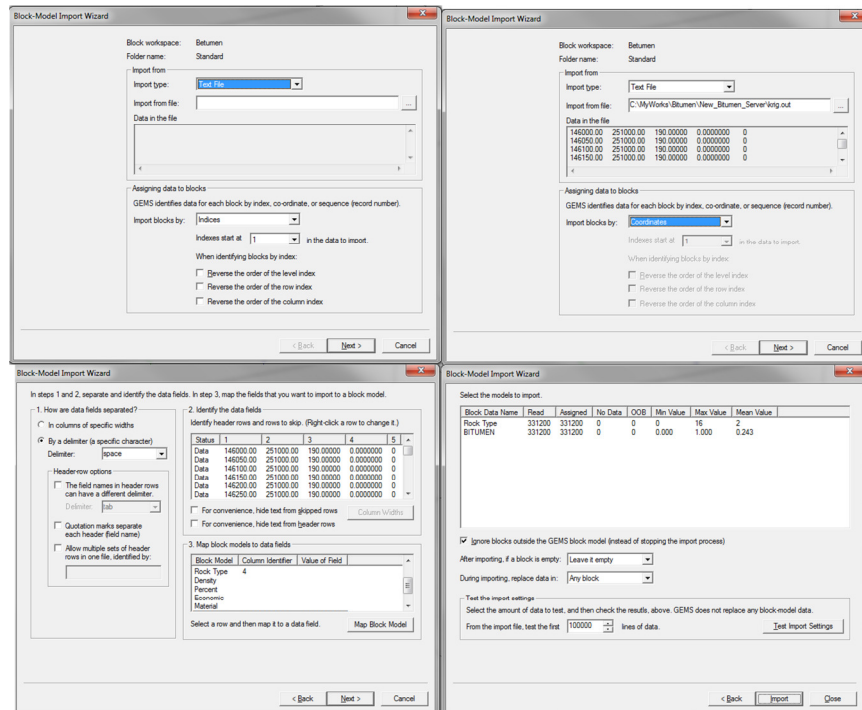 Block-Model Import Wizard
Block workspace: Betumen
Folder name: Standard
Import from
Import type: Text File
Import from file: ...
Data in the file
Assigning data to blocks
GEMS identifies data for each block by index, co-ordinate, or sequence (record number).
Import blocks by: Indices
Indexes start at 1 in the data to import.
When identifying blocks by index:
Reverse the order of the level index
Reverse the order of the row index
Reverse the order of the column index
< Back Next > Cancel
Block-Model Import Wizard
Block workspace: Betumen
Folder name: Standard
Import from
Import type: Text File
Import from file: C:\MyWorks\Bitumen\New_Bitumen_Server\krig.out ...
Data in the file
146000.00 251000.00 190.00000 0.0000000 0
146050.00 251000.00 190.00000 0.0000000 0
146100.00 251000.00 190.00000 0.0000000 0
146150.00 251000.00 190.00000 0.0000000 0
Assigning data to blocks
GEMS identifies data for each block by index, co-ordinate, or sequence (record number).
Import blocks by: Coordinates
Indexes start at 1 in the data to import.
When identifying blocks by index:
Reverse the order of the level index
Reverse the order of the row index
Reverse the order of the column index
< Back Next > Cancel
Block-Model Import Wizard
In steps 1 and 2, separate and identify the data fields. In step 3, map the fields that you want to import to a block model.
1. How are data fields separated?
In columns of specific widths
By a delimiter (a specific character)
Delimiter: space
Header-row options
The field names in header rows
can have a different delimiter.
Delimiter: tab
Quotation marks separate
each header (field name)
Allow multiple sets of header
rows in one file, identified by:
2. Identify the data fields
Identify header rows and rows to skip. (Right-click a row to change it.)
Status 1 2 3 4 5
Data 146000.00 251000.00 190.00000 0.0000000 0
Data 146050.00 251000.00 190.00000 0.0000000 0
Data 146100.00 251000.00 190.00000 0.0000000 0
Data 146150.00 251000.00 190.00000 0.0000000 0
Data 146200.00 251000.00 190.00000 0.0000000 0
Data 146250.00 251000.00 190.00000 0.0000000 0
For convenience, hide text from skipped rows
Column Widths
For convenience, hide text from header rows
3. Map block models to data fields
Block Model Column Identifier Value of Field
Rock Type 4
Density
Percent
Economic
Material
Select a row and then map it to a data field. Map Block Model
< Back Next > Cancel
Block-Model Import Wizard
Select the models to import.
Block Data Name Read Assigned No Data OOB Min Value Max Value Mean Value
Rock Type 331200 331200 0 0 0 16 2
BITUMEN 331200 331200 0 0 0.000 1.000 0.243
Ignore blocks outside the GEMS block model (instead of stopping the import process)
After importing, if a block is empty: Leave it empty
During importing, replace data in: Any block
Test the import settings
Select the amount of data to test, and then check the resutls, above. GEMS does not replace any block-model data.
From the import file, test the first 100000 lines of data. Test Import Settings
< Back Import Close